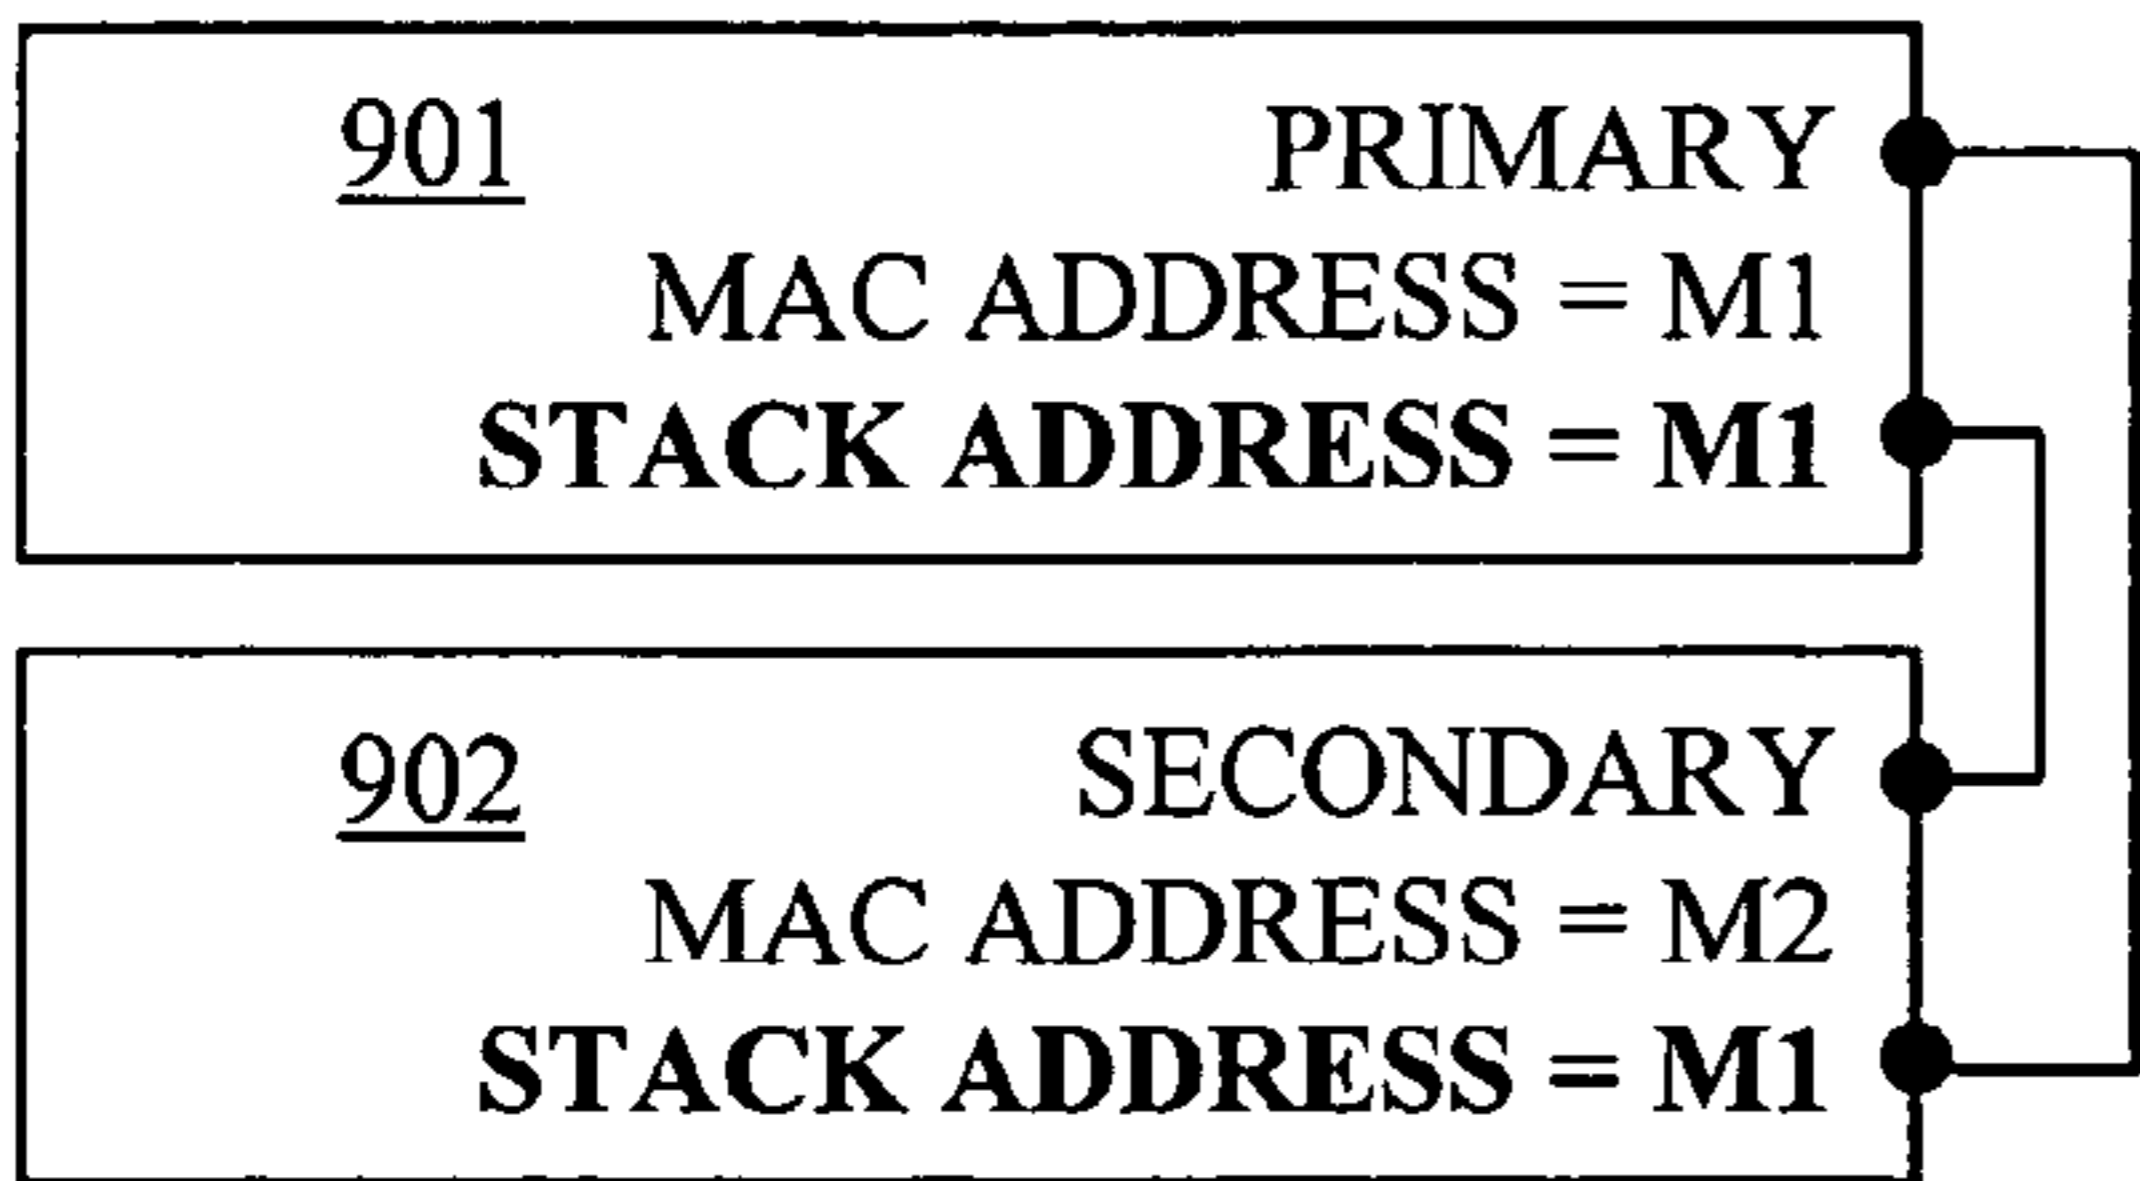 901 PRIMARY
MAC ADDRESS = M1
STACK ADDRESS = M1
902 SECONDARY
MAC ADDRESS = M2
STACK ADDRESS = M1